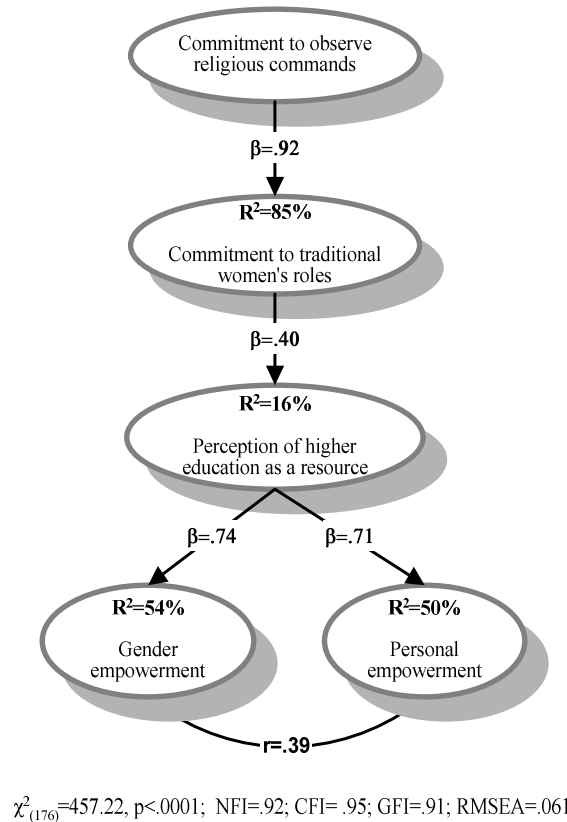 Commitment to observe
religious commands
β=.92
R²=85%
Commitment to traditional
women's roles
β=.40
R²=16%
Perception of higher
education as a resource
β=.74
β=.71
R²=54%
Gender
empowerment
R²=50%
Personal
empowerment
r=.39
χ²₍₁₇₆₎=457.22, p<.0001; NFI=.92; CFI= .95; GFI=.91; RMSEA=.061